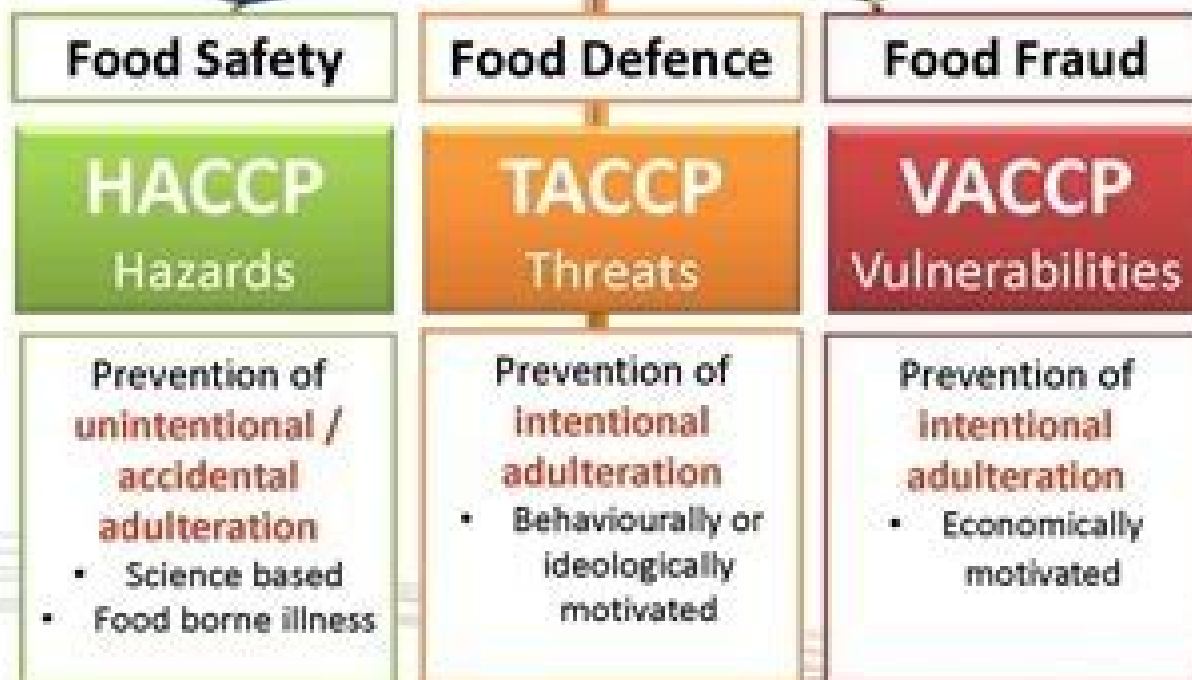 Food Safety
HACCP
Hazards
Prevention of
unintentional /
accidental
adulteration
• Science based
• Food borne illness
Food Defence
TACCP
Threats
Prevention of
intentional
adulteration
• Behaviourally or
ideologically
motivated
Food Fraud
VACCP
Vulnerabilities
Prevention of
intentional
adulteration
• Economically
motivated